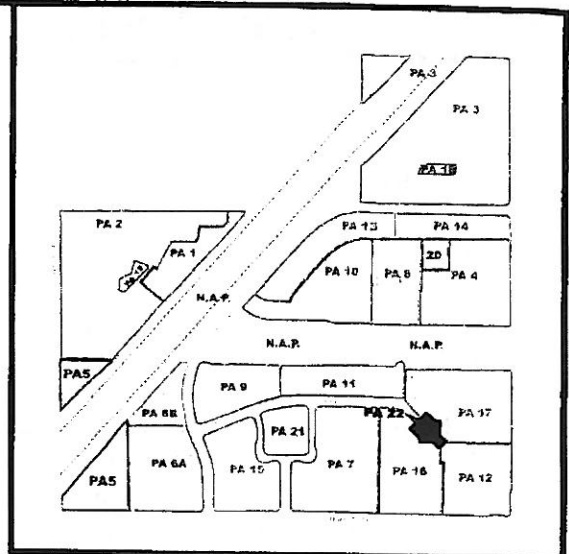 PA 3
PA 3
PA 2
PA 1
PA 13
PA 14
PA 10
PA 8
20
PA 4
N.A.P.
N.A.P.
N.A.P.
PA5
PA 9
PA 11
PA 22
PA 17
PA 6B
PA 21
PA5
PA 6A
PA 15
PA 7
PA 16
PA 12